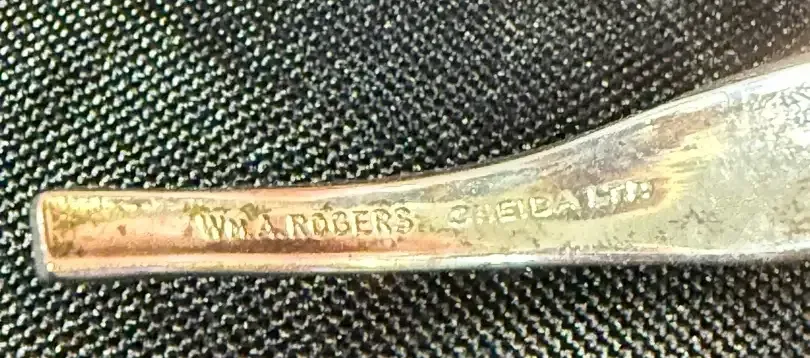 WM. A. ROGERS ONEIDA LTD.